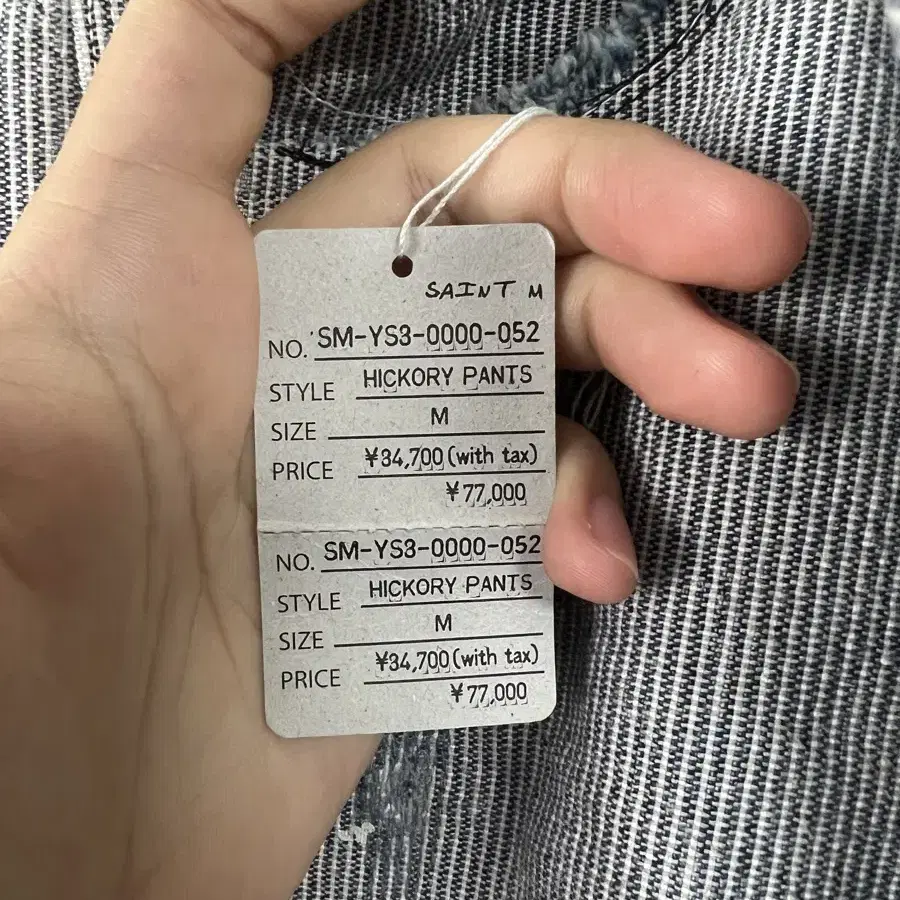 SAINT M
NO. SM-YS3-0000-052
STYLE HICKORY PANTS
SIZE M
PRICE ¥34,700(with tax)
¥77,000
NO. SM-YS3-0000-052
STYLE HICKORY PANTS
SIZE M
PRICE ¥34,700(with tax)
¥77,000